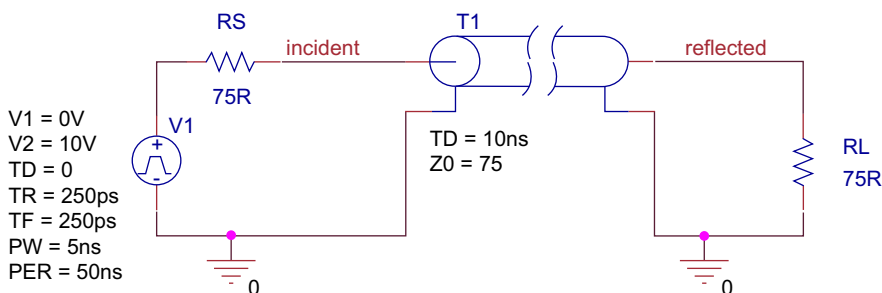 RS
T1
incident
reflected
75R
V1 = 0V
V2 = 10V
TD = 0
TR = 250ps
TF = 250ps
PW = 5ns
PER = 50ns
V1
+
-
TD = 10ns
Z0 = 75
RL
75R
0
0